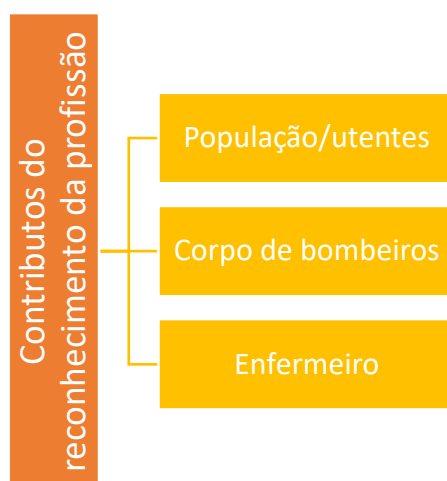 Contributos do
reconhecimento da profissão
População/utentes
Corpo de bombeiros
Enfermeiro